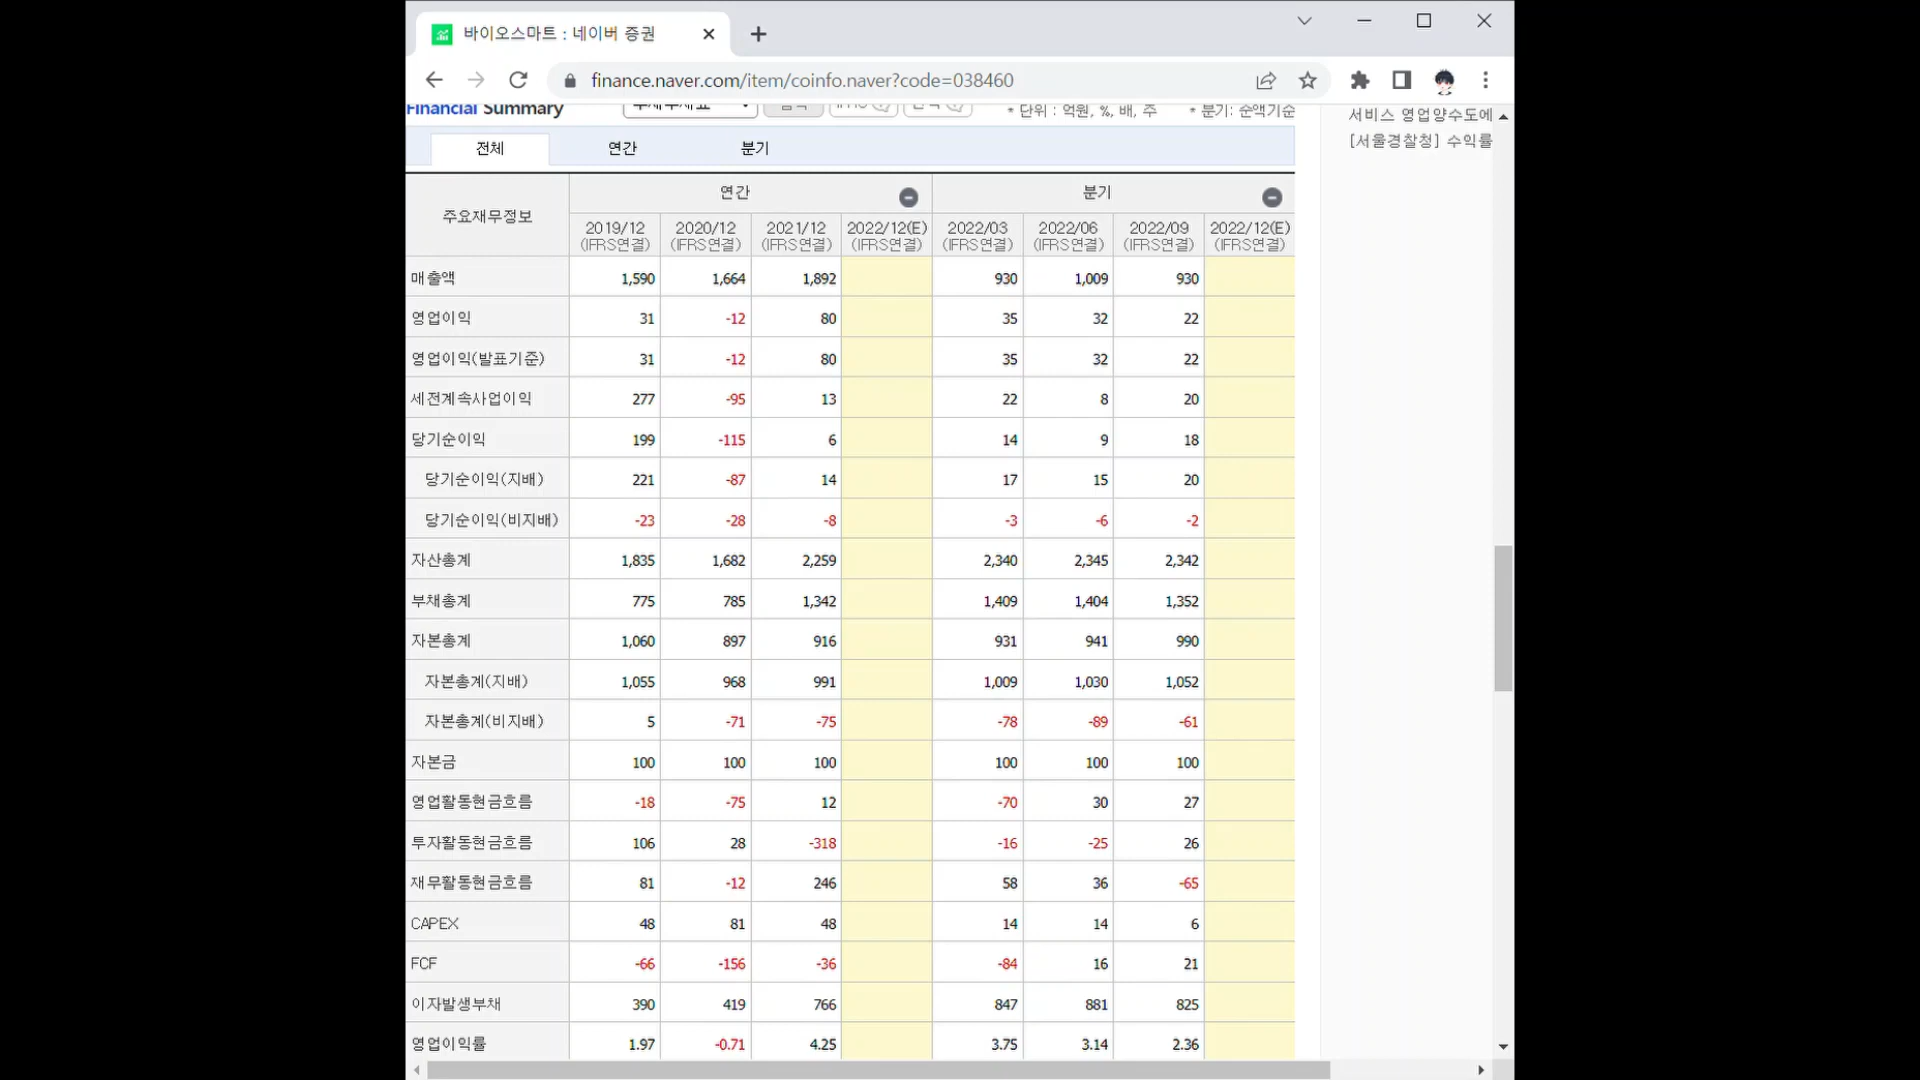 바이오스마트 : 네이버 증권
finance.naver.com/item/coinfo.naver?code=038460
Financial Summary
* 단위 : 억원, %, 배, 주 * 분기: 순액기준
서비스 영업양수도에
[서울경찰청] 수익률
전체 연간 분기
주요재무정보 연간 분기
2019/12 2020/12 2021/12 2022/12(E) 2022/03 2022/06 2022/09 2022/12(E)
(IFRS연결) (IFRS연결) (IFRS연결) (IFRS연결) (IFRS연결) (IFRS연결) (IFRS연결) (IFRS연결)
매출액 1,590 1,664 1,892 930 1,009 930
영업이익 31 -12 80 35 32 22
영업이익(발표기준) 31 -12 80 35 32 22
세전계속사업이익 277 -95 13 22 8 20
당기순이익 199 -115 6 14 9 18
당기순이익(지배) 221 -87 14 17 15 20
당기순이익(비지배) -23 -28 -8 -3 -6 -2
자산총계 1,835 1,682 2,259 2,340 2,345 2,342
부채총계 775 785 1,342 1,409 1,404 1,352
자본총계 1,060 897 916 931 941 990
자본총계(지배) 1,055 968 991 1,009 1,030 1,052
자본총계(비지배) 5 -71 -75 -78 -89 -61
자본금 100 100 100 100 100 100
영업활동현금흐름 -18 -75 12 -70 30 27
투자활동현금흐름 106 28 -318 -16 -25 26
재무활동현금흐름 81 -12 246 58 36 -65
CAPEX 48 81 48 14 14 6
FCF -66 -156 -36 -84 16 21
이자발생부채 390 419 766 847 881 825
영업이익률 1.97 -0.71 4.25 3.75 3.14 2.36